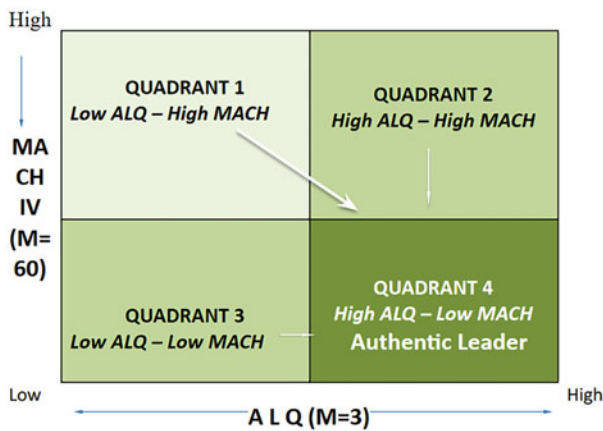 High
QUADRANT 1
Low ALQ – High MACH
QUADRANT 2
High ALQ – High MACH
MA
CH
IV
(M=
60)
QUADRANT 3
Low ALQ – Low MACH
QUADRANT 4
High ALQ – Low MACH
Authentic Leader
Low
High
A L Q (M=3)